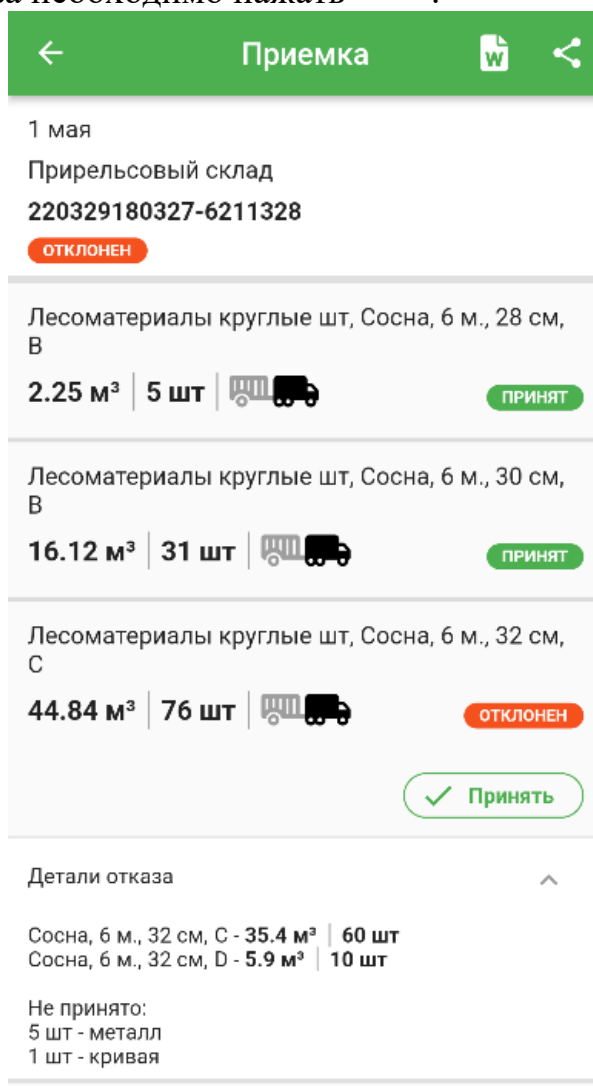 необходимо нажать
Приемка
W
1 мая
Прирельсовый склад
220329180327-6211328
ОТКЛОНЕН
Лесоматериалы круглые шт, Сосна, 6 м., 28 см,
В
2.25 м³ | 5 шт |
ПРИНЯТ
Лесоматериалы круглые шт, Сосна, 6 м., 30 см,
В
16.12 м³ | 31 шт |
ПРИНЯТ
Лесоматериалы круглые шт, Сосна, 6 м., 32 см,
С
44.84 м³ | 76 шт |
ОТКЛОНЕН
Принять
Детали отказа
Сосна, 6 м., 32 см, C - 35.4 м³ | 60 шт
Сосна, 6 м., 32 см, D - 5.9 м³ | 10 шт
Не принято:
5 шт - металл
1 шт - кривая